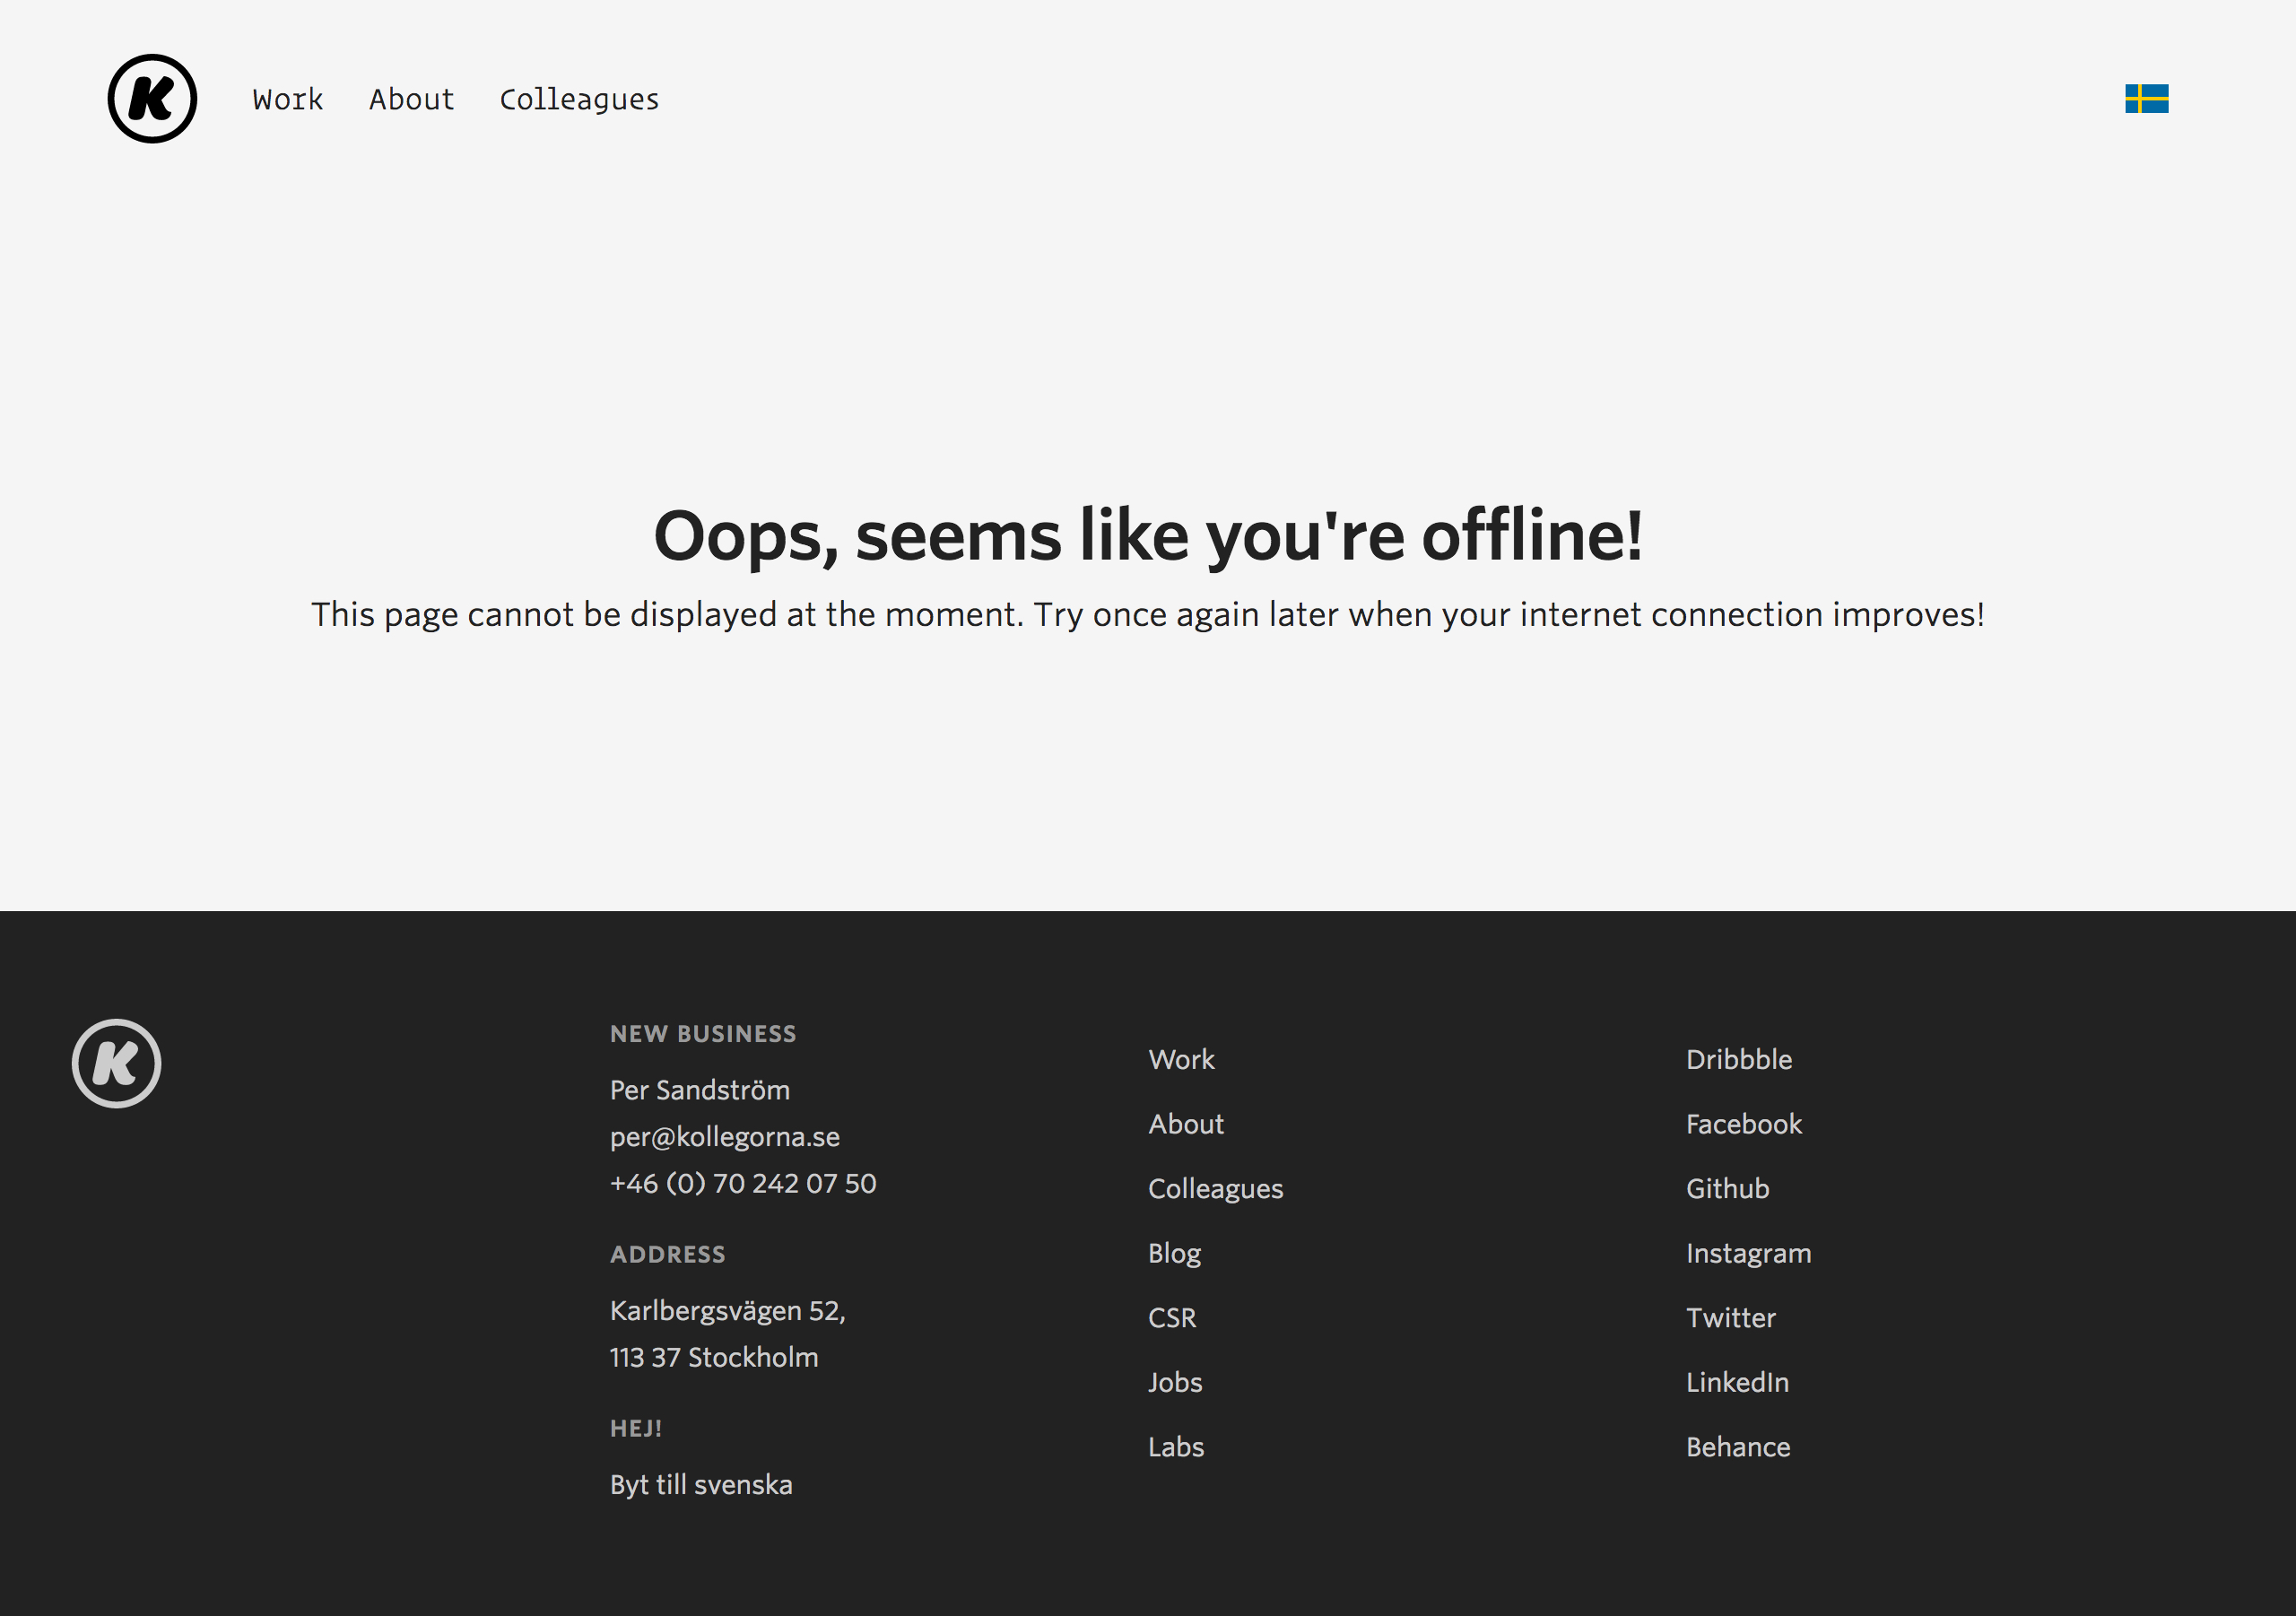 K
Work About Colleagues
Oops, seems like you're offline!
This page cannot be displayed at the moment. Try once again later when your internet connection improves!
K
NEW BUSINESS
Per Sandström
per@kollegorna.se
+46 (0) 70 242 07 50
ADDRESS
Karlbergsvägen 52,
113 37 Stockholm
HEJ!
Byt till svenska
Work
About
Colleagues
Blog
CSR
Jobs
Labs
Dribbble
Facebook
Github
Instagram
Twitter
LinkedIn
Behance